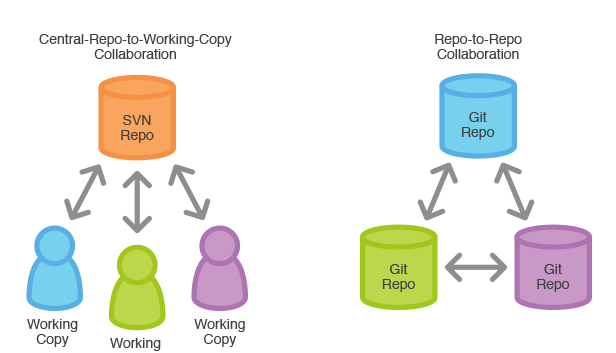 Central-Repo-to-Working-Copy
Collaboration
SVN
Repo
Working
Copy
Working
Working
Copy
Repo-to-Repo
Collaboration
Git
Repo
Git
Repo
Git
Repo